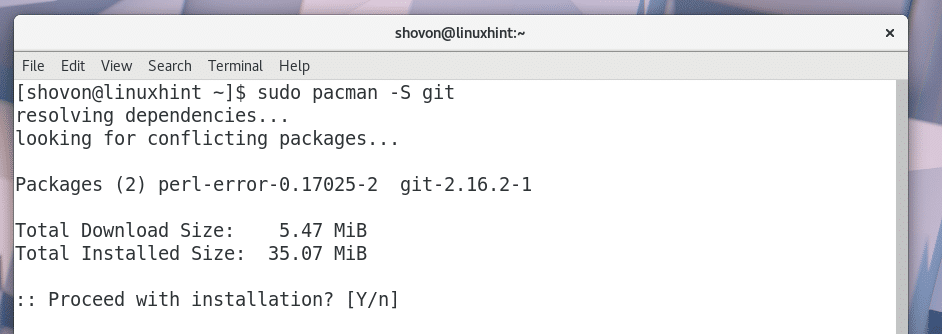 shovon@linuxhint:~ ×
File Edit View Search Terminal Help
[shovon@linuxhint ~]$ sudo pacman -S git
resolving dependencies...
looking for conflicting packages...
Packages (2) perl-error-0.17025-2  git-2.16.2-1
Total Download Size:    5.47 MiB
Total Installed Size:  35.07 MiB
:: Proceed with installation? [Y/n]